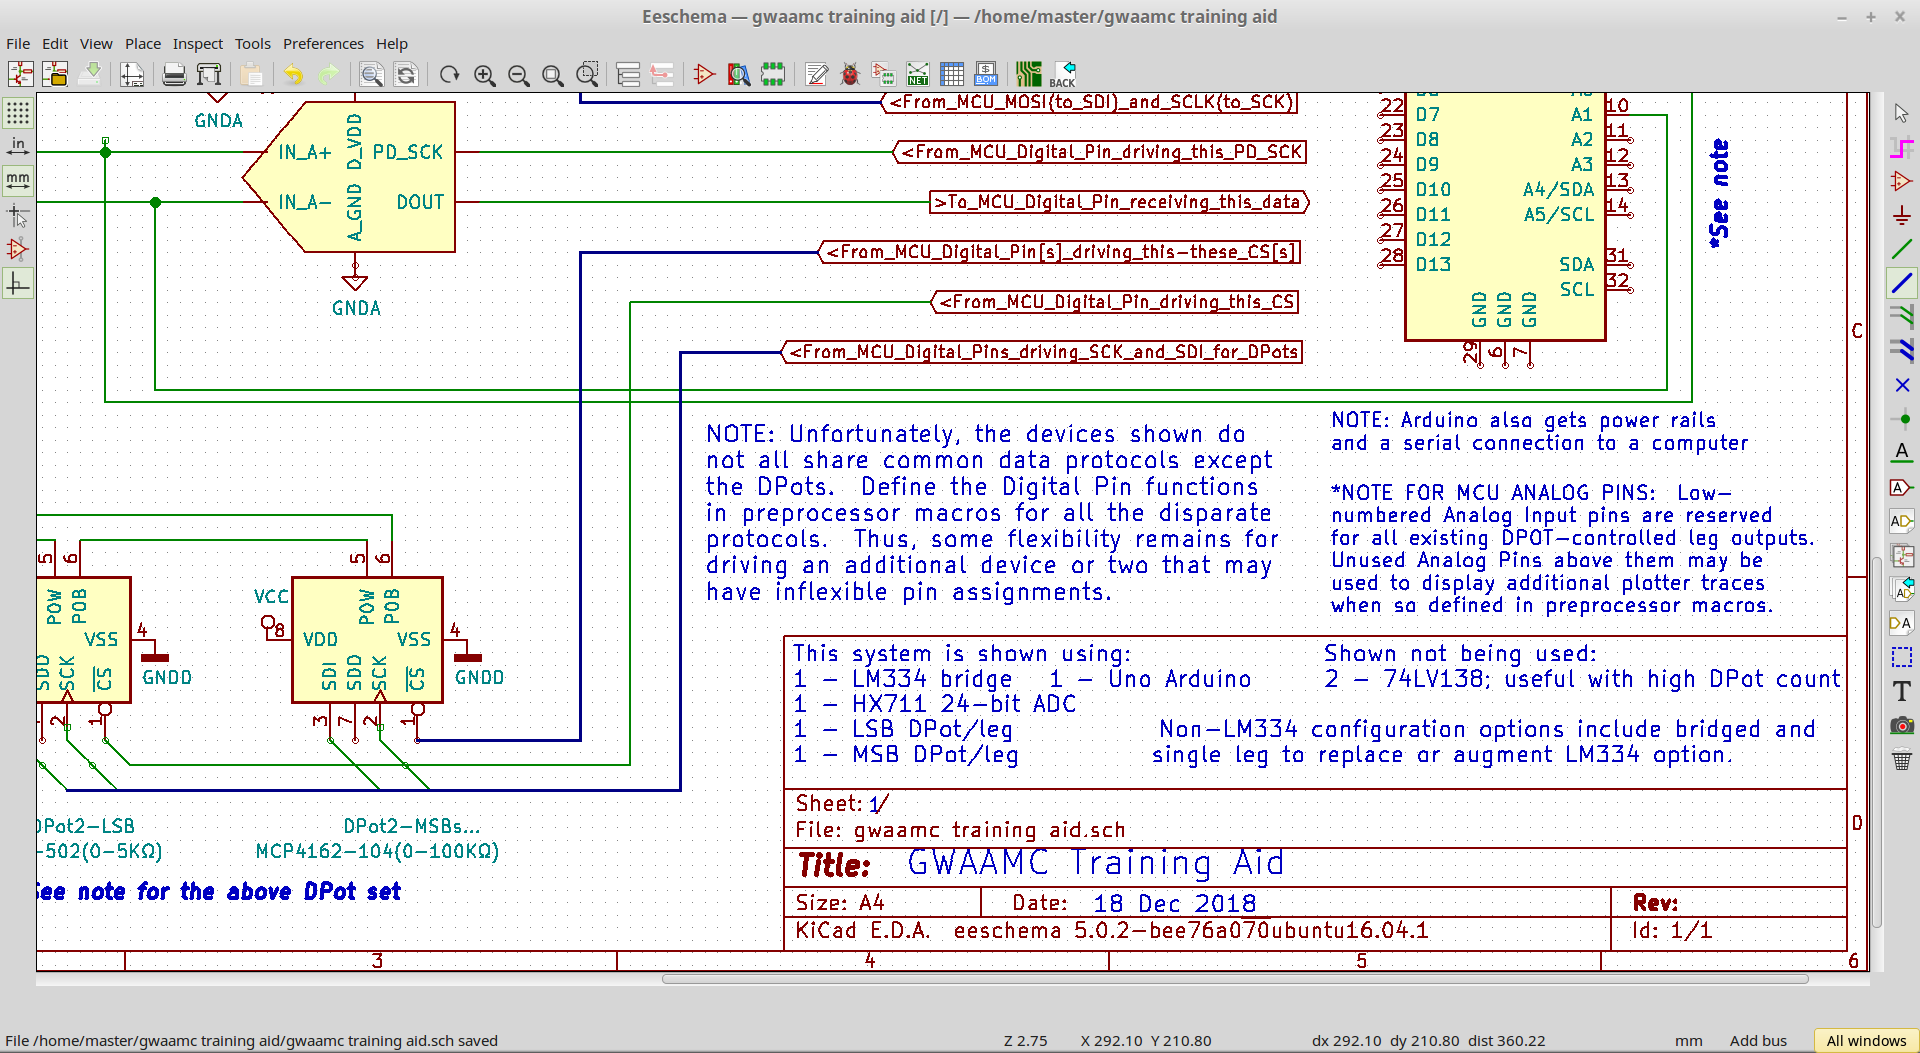 Eeschema — gwaamc training aid [/] — /home/master/gwaamc training aid
File Edit View Place Inspect Tools Preferences Help
NET
BOM
BACK
in
mm
<From_MCU_MOSI(to_SDI)_and_SCLK(to_SCK)
GNDA
IN_A+
D_VDD
PD_SCK
<From_MCU_Digital_Pin_driving_this_PD_SCK
IN_A-
A_GND
DOUT
>To_MCU_Digital_Pin_receiving_this_data
<From_MCU_Digital_Pin[s]_driving_this-these_CS[s]
GNDA
<From_MCU_Digital_Pin_driving_this_CS
<From_MCU_Digital_Pins_driving_SCK_and_SDI_for_DPots
22 D7 A1 10
23 D8 A2 11
24 D9 A3 12
25 D10 A4/SDA 13
26 D11 A5/SCL 14
27 D12
28 D13 SDA 31
SCL 32
GND GND GND
29 6 7
*See note
C
NOTE: Unfortunately, the devices shown do
not all share common data protocols except
the DPots.  Define the Digital Pin functions
in preprocessor macros for all the disparate
protocols.  Thus, some flexibility remains for
driving an additional device or two that may
have inflexible pin assignments.
NOTE: Arduino also gets power rails
and a serial connection to a computer
*NOTE FOR MCU ANALOG PINS:  Low-
numbered Analog Input pins are reserved
for all existing DPOT-controlled leg outputs.
Unused Analog Pins above them may be
used to display additional plotter traces
when so defined in preprocessor macros.
5 6
POW POB
VSS 4
SDO SCK CS
GNDD
2 1
VCC
8 VDD
5 6
POW POB
VSS 4
SDI SDO SCK CS
GNDD
3 7 2 1
DPot2-LSB
-502(0-5KΩ)
DPot2-MSBs...
MCP4162-104(0-100KΩ)
See note for the above DPot set
This system is shown using:
1 - LM334 bridge   1 - Uno Arduino
1 - HX711 24-bit ADC
1 - LSB DPot/leg
1 - MSB DPot/leg
Shown not being used:
2 - 74LV138; useful with high DPot count
Non-LM334 configuration options include bridged and
single leg to replace or augment LM334 option.
Sheet: 1/
File: gwaamc training aid.sch
Title: GWAAMC Training Aid
Size: A4 Date: 18 Dec 2018 Rev:
KiCad E.D.A.  eeschema 5.0.2-bee76a070ubuntu16.04.1 Id: 1/1
D
3 4 5 6
File /home/master/gwaamc training aid/gwaamc training aid.sch saved
Z 2.75 X 292.10 Y 210.80 dx 292.10 dy 210.80 dist 360.22 mm Add bus All windows